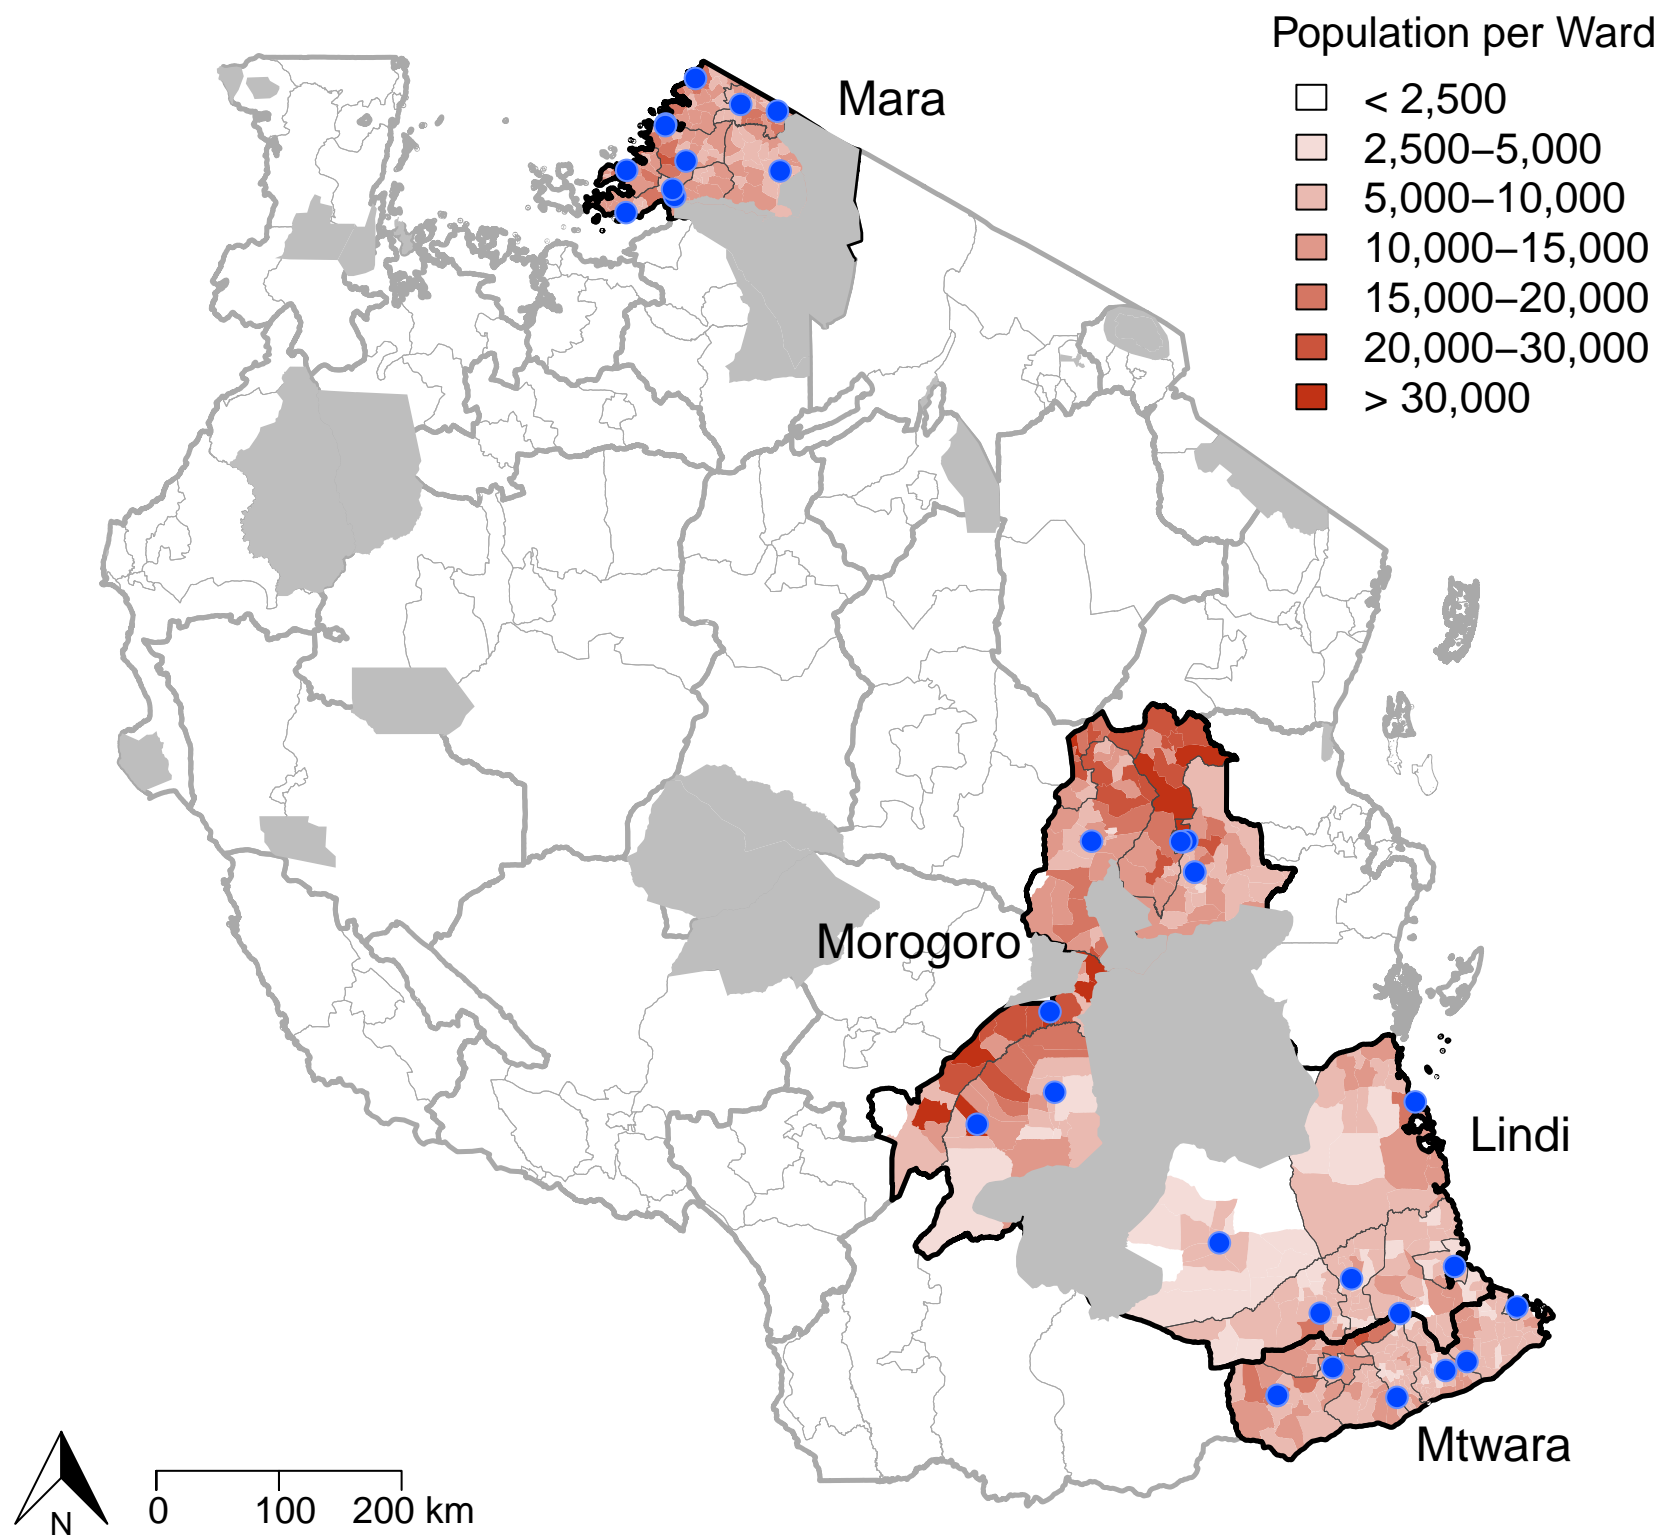 Population per Ward
< 2,500
2,500–5,000
5,000–10,000
10,000–15,000
15,000–20,000
20,000–30,000
> 30,000
Mara
Morogoro
Lindi
Mtwara
N
0 100 200 km